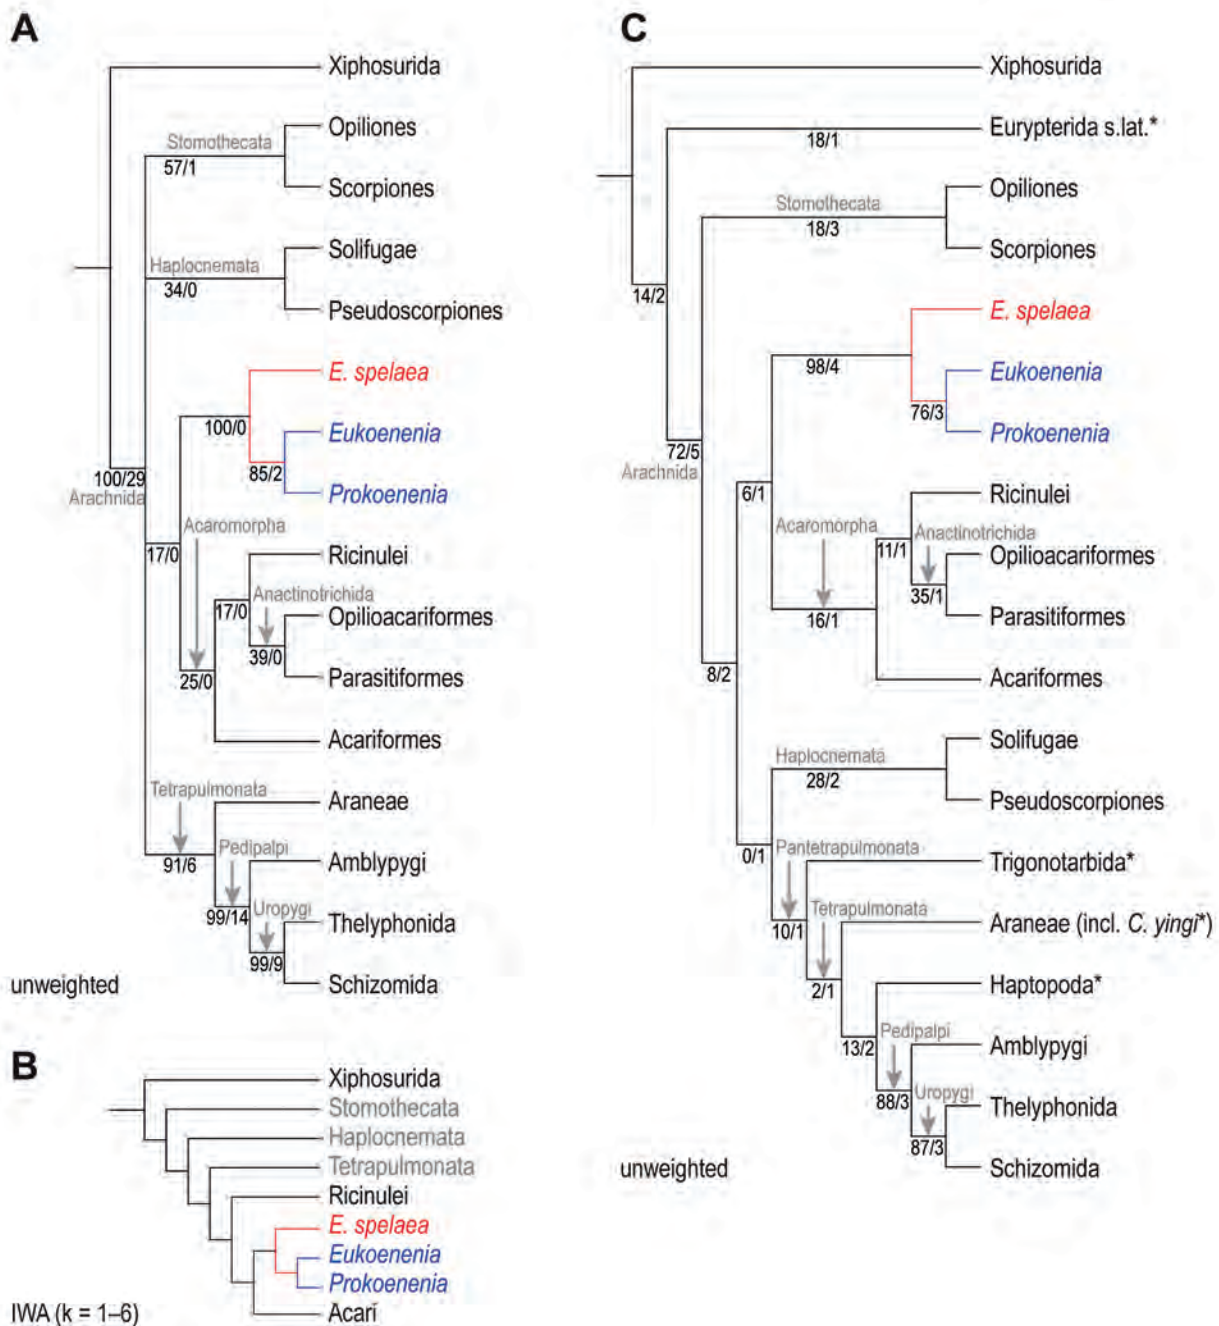 A
Xiphosurida
Opiliones
Stomothecata
57/1
Scorpiones
Solifugae
Haplocnemata
34/0
Pseudoscorpiones
E. spelaea
100/0
Eukoenenia
85/2
100/29
Arachnida
Prokoenenia
Acaromorpha
17/0
Ricinulei
17/0
Anactinotrichida
Opilioacariformes
39/0
25/0
Parasitiformes
Acariformes
Tetrapulmonata
Araneae
91/6
Pedipalpi
Amblypygi
99/14
Uropygi
Thelyphonida
99/9
Schizomida
unweighted
B
Xiphosurida
Stomothecata
Haplocnemata
Tetrapulmonata
Ricinulei
E. spelaea
Eukoenenia
Prokoenenia
Acari
IWA (k = 1–6)
C
Xiphosurida
Eurypterida s.lat.*
18/1
Opiliones
Stomothecata
18/3
Scorpiones
14/2
E. spelaea
98/4
Eukoenenia
76/3
Prokoenenia
72/5
Arachnida
6/1
Ricinulei
Acaromorpha
11/1
Anactinotrichida
Opilioacariformes
35/1
16/1
Parasitiformes
8/2
Acariformes
Solifugae
Haplocnemata
28/2
Pseudoscorpiones
0/1
Pantetrapulmonata
Trigonotarbida*
10/1
Tetrapulmonata
Araneae (incl. C. yingi*)
2/1
Haptopoda*
13/2
Pedipalpi
Amblypygi
88/3
Uropygi
Thelyphonida
87/3
Schizomida
unweighted